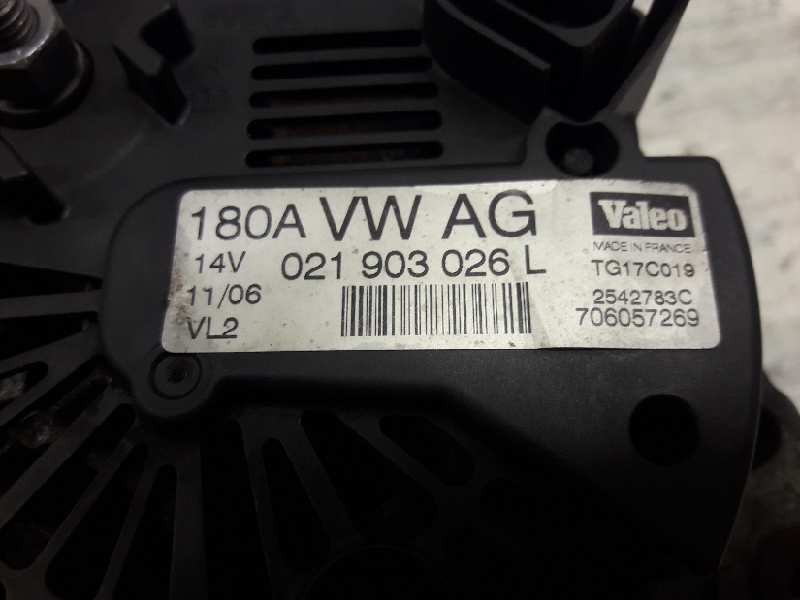 180A VW AG Valeo
MADE IN FRANCE
14V 021 903 026 L TG17C019
11/06 2542783C
VL2 706057269